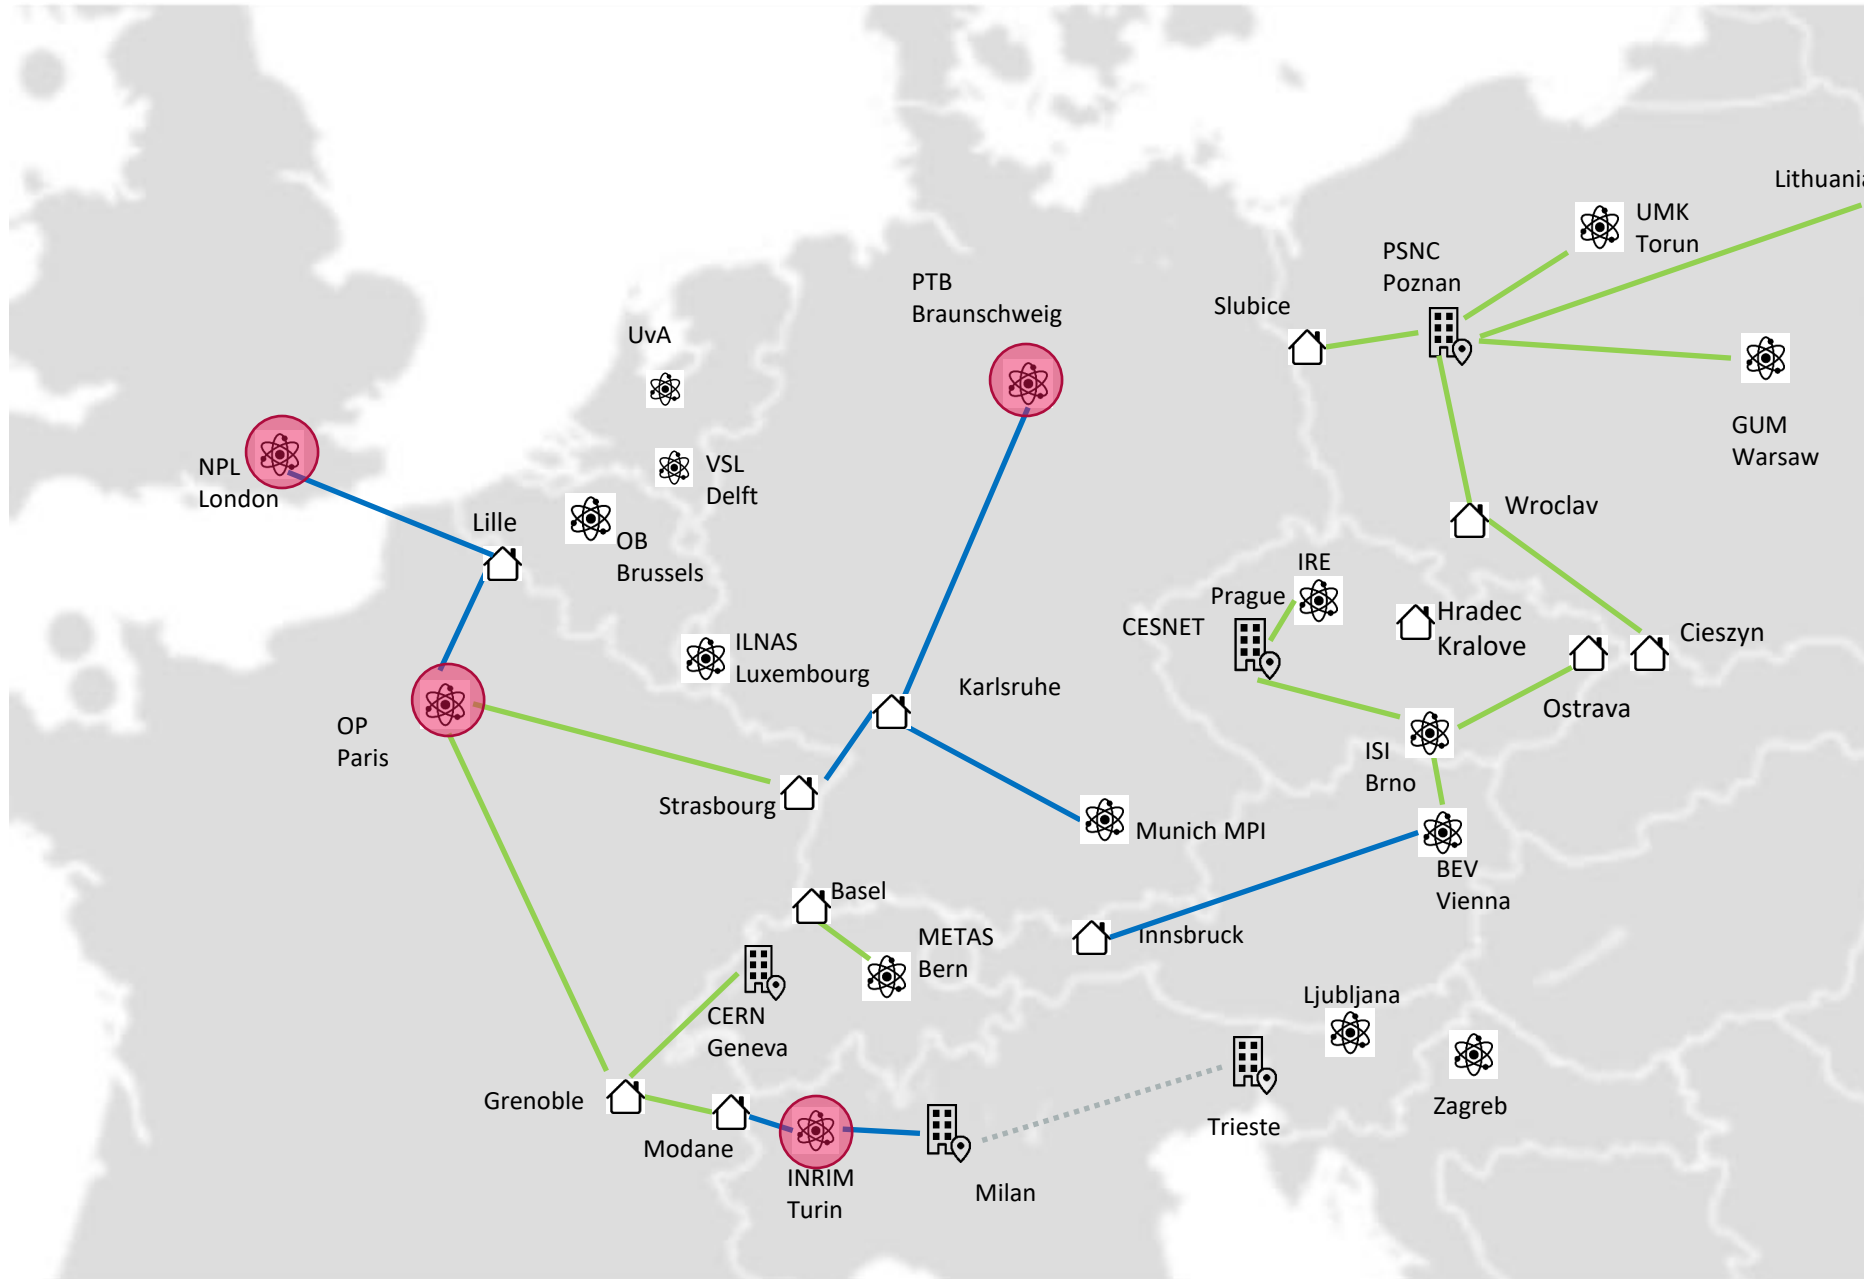 Lithuania
UMK
Torun
PSNC
Poznan
PTB
Braunschweig
Slubice
UvA
GUM
Warsaw
NPL
London
VSL
Delft
Lille
OB
Brussels
Wroclav
IRE
Prague
CESNET
Hradec
Kralove
Cieszyn
ILNAS
Luxembourg
Karlsruhe
Ostrava
OP
Paris
ISI
Brno
Strasbourg
Munich MPI
BEV
Vienna
Basel
METAS
Bern
Innsbruck
Ljubljana
CERN
Geneva
Grenoble
Zagreb
Trieste
Modane
INRIM
Turin
Milan